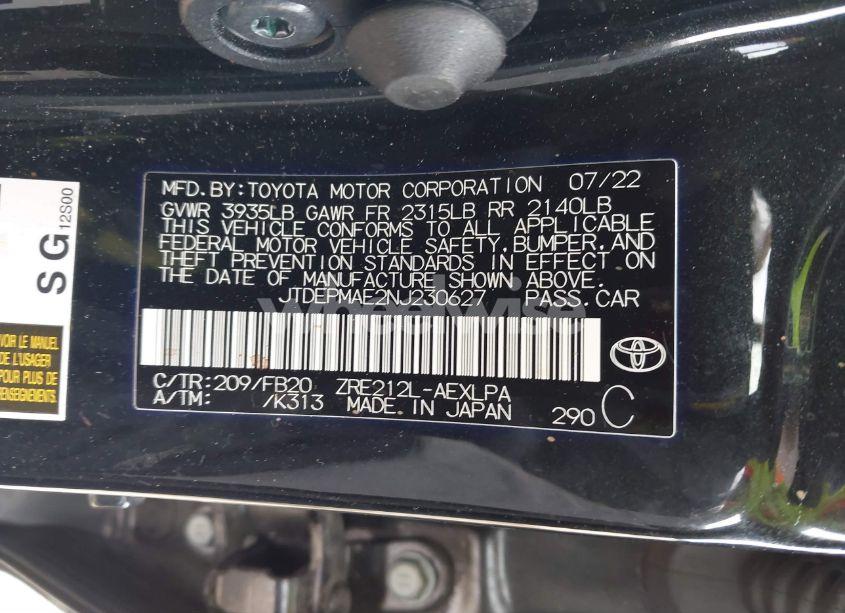 MFD.BY:TOYOTA MOTOR CORPORATION 07/22
GVWR 3935LB GAWR FR 2315LB RR 2140LB
THIS VEHICLE CONFORMS TO ALL APPLICABLE
FEDERAL MOTOR VEHICLE SAFETY,BUMPER,AND
THEFT PREVENTION STANDARDS IN EFFECT ON
THE DATE OF MANUFACTURE SHOWN ABOVE.
JTDEPMAE2NJ230627 PASS.CAR
C/TR:209/FB20 ZRE212L-AEXLPA
A/TM: /K313 MADE IN JAPAN 290 C
SG 12S00
VOIR LE MANUEL
DE L'USAGER
POUR PLUS DE
wheelwise